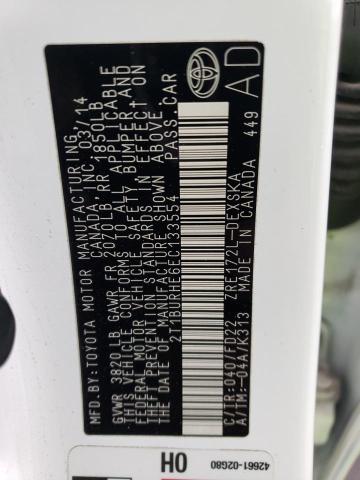 MFD.BY:TOYOTA MOTOR MANUFACTURING
CANADA, INC. 03/14
GVWR 3820LB GAWR FR 2070LB RR 1850LB
THIS VEHICLE CONFORMS TO ALL APPLICABLE
FEDERAL MOTOR VEHICLE SAFETY BUMPER AND
THEFT PREVENTION STANDARDS IN EFFECT ON
THE DATE OF MANUFACTURE SHOWN ABOVE
2T1BURHE6EC133554 PASS.CAR
C/TR:040/FD22 ZRE172L-DEXSKA
A/TM:-04A/K313 MADE IN CANADA 449
AD
TOYOTA
42661-02G80
OH